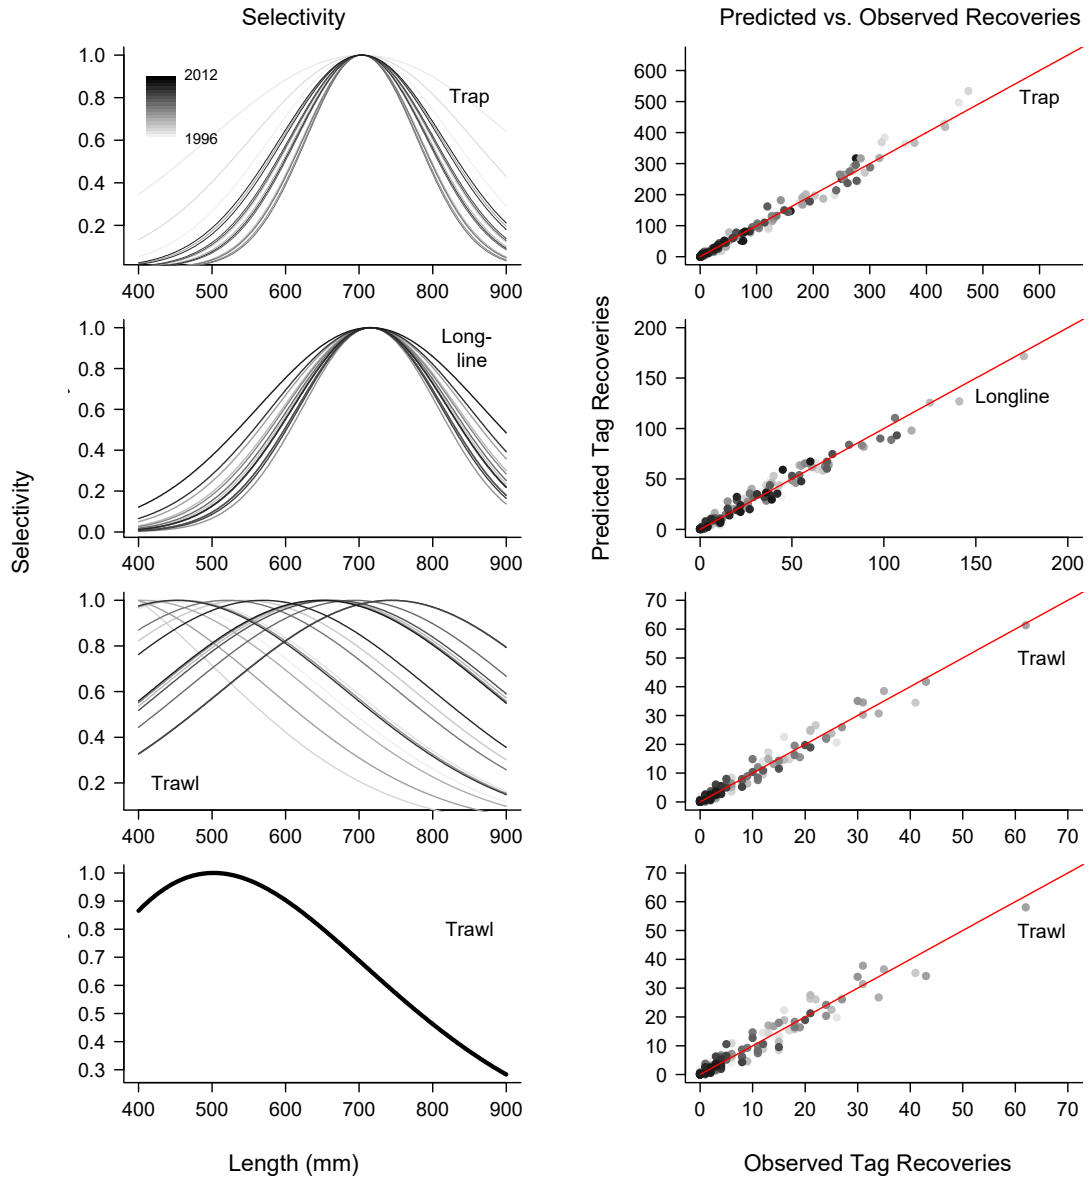 Selectivity
Predicted vs. Observed Recoveries
1.0
0.8
0.6
0.4
0.2
2012
1996
Trap
400 500 600 700 800 900
600
500
400
300
200
100
0
Trap
0 100 200 300 400 500 600
1.0
0.8
0.6
0.4
0.2
0.0
Long-
line
400 500 600 700 800 900
200
150
100
50
0
Longline
0 50 100 150 200
Selectivity
Predicted Tag Recoveries
1.0
0.8
0.6
0.4
0.2
Trawl
400 500 600 700 800 900
70
60
50
40
30
20
10
0
Trawl
0 10 20 30 40 50 60 70
1.0
0.9
0.8
0.7
0.6
0.5
0.4
0.3
Trawl
400 500 600 700 800 900
70
60
50
40
30
20
10
0
Trawl
0 10 20 30 40 50 60 70
Length (mm)
Observed Tag Recoveries